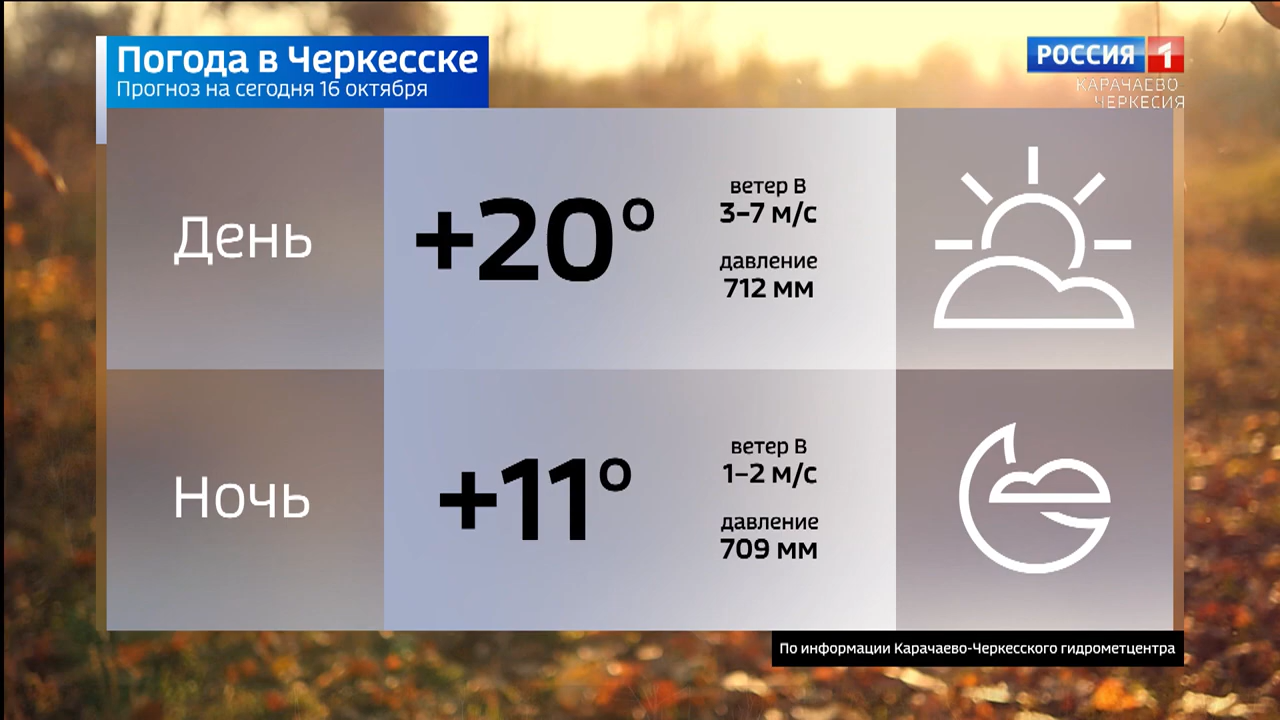 Погода в Черкесске
Прогноз на сегодня 16 октября
РОССИЯ 1
КАРАЧАЕВО
ЧЕРКЕСИЯ
День
+20°
ветер В
3–7 м/с
давление
712 мм
Ночь
+11°
ветер В
1–2 м/с
давление
709 мм
По информации Карачаево-Черкесского гидрометцентра